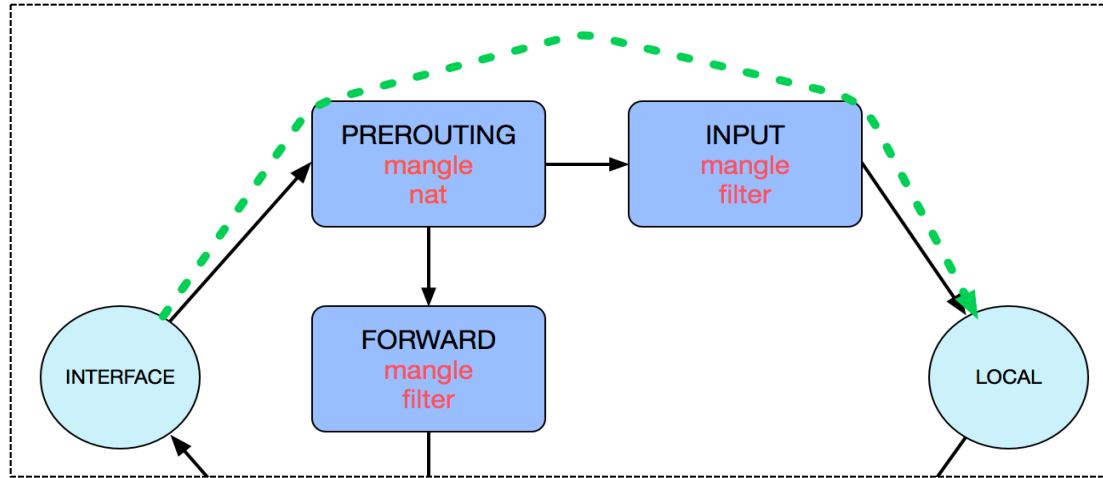 PREROUTING
mangle
nat
INPUT
mangle
filter
FORWARD
mangle
filter
INTERFACE
LOCAL